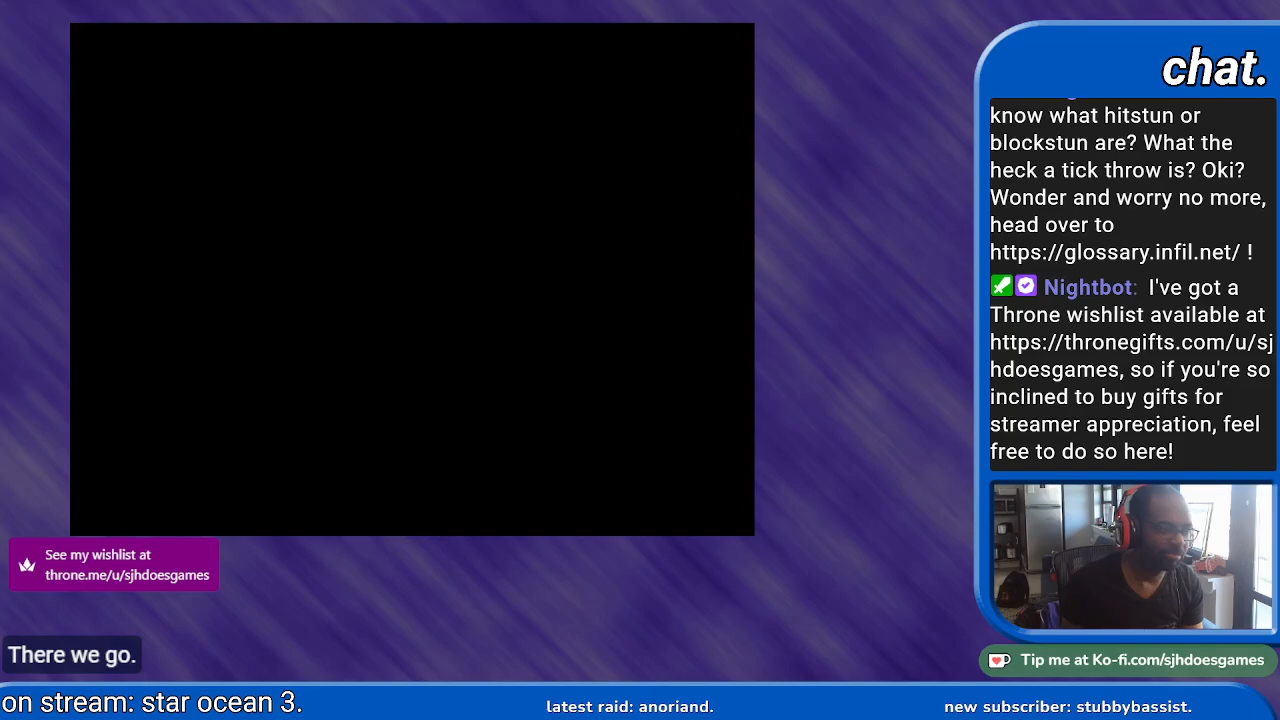 chat.
know what hitstun or
blockstun are? What the
heck a tick throw is? Oki?
Wonder and worry no more,
head over to
https://glossary.infil.net/ !
Nightbot: I've got a
Throne wishlist available at
https://thronegifts.com/u/sj
hdoesgames, so if you're so
inclined to buy gifts for
streamer appreciation, feel
free to do so here!
See my wishlist at
throne.me/u/sjhdoesgames
There we go.
Tip me at Ko-fi.com/sjhdoesgames
on stream: star ocean 3.
latest raid: anoriand.
new subscriber: stubbybassist.